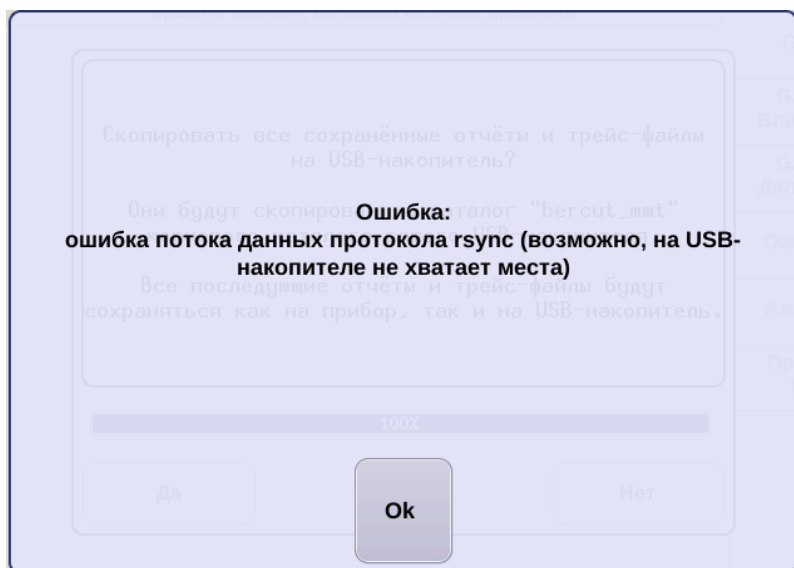 Скопировать все сохранённые отчёты и трейс-файлы
на USB-накопитель?
Они будут скопиров талог "bercut_mmt"
Ошибка:
ошибка потока данных протокола rsync (возможно, на USB-
накопителе не хватает места)
Все последующие отчёты и трейс-файлы будут
сохраняться как на прибор, так и на USB-накопитель.
100%
Да
Ok
Нет